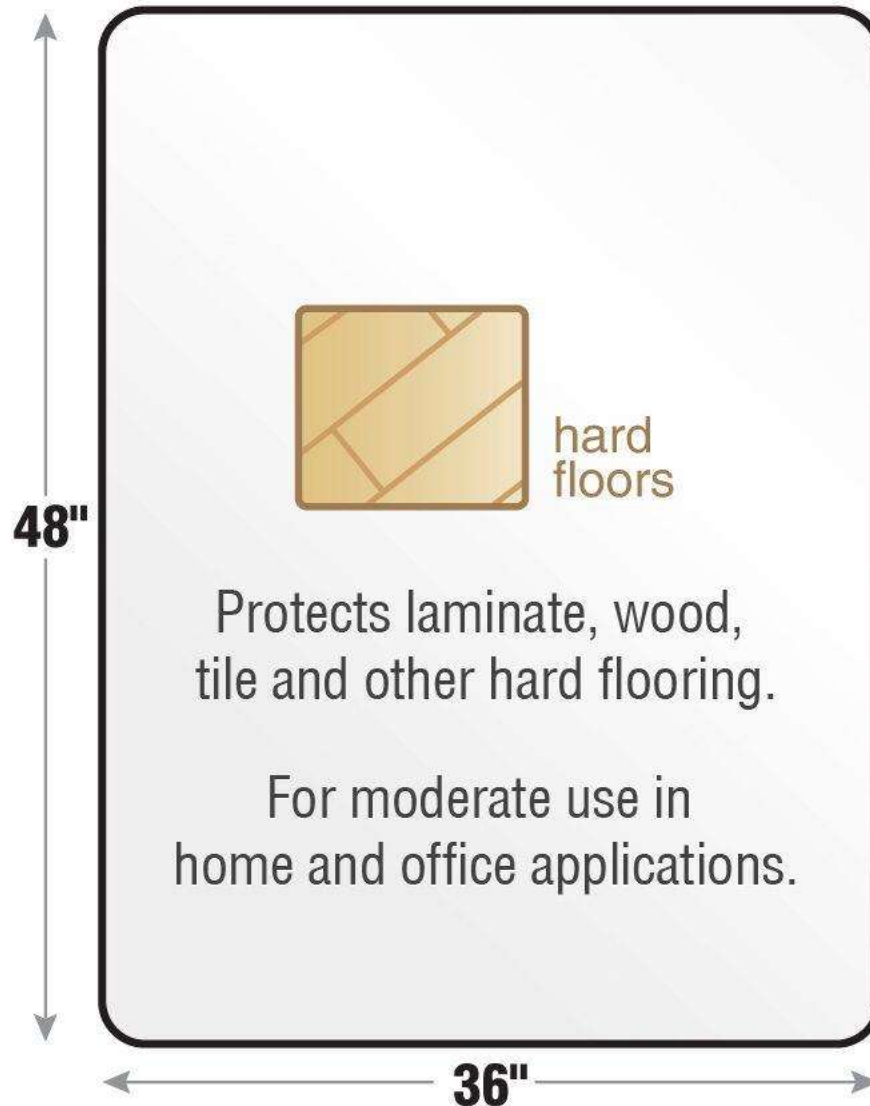 hard
floors
48"
Protects laminate, wood,
tile and other hard flooring.
For moderate use in
home and office applications.
36"